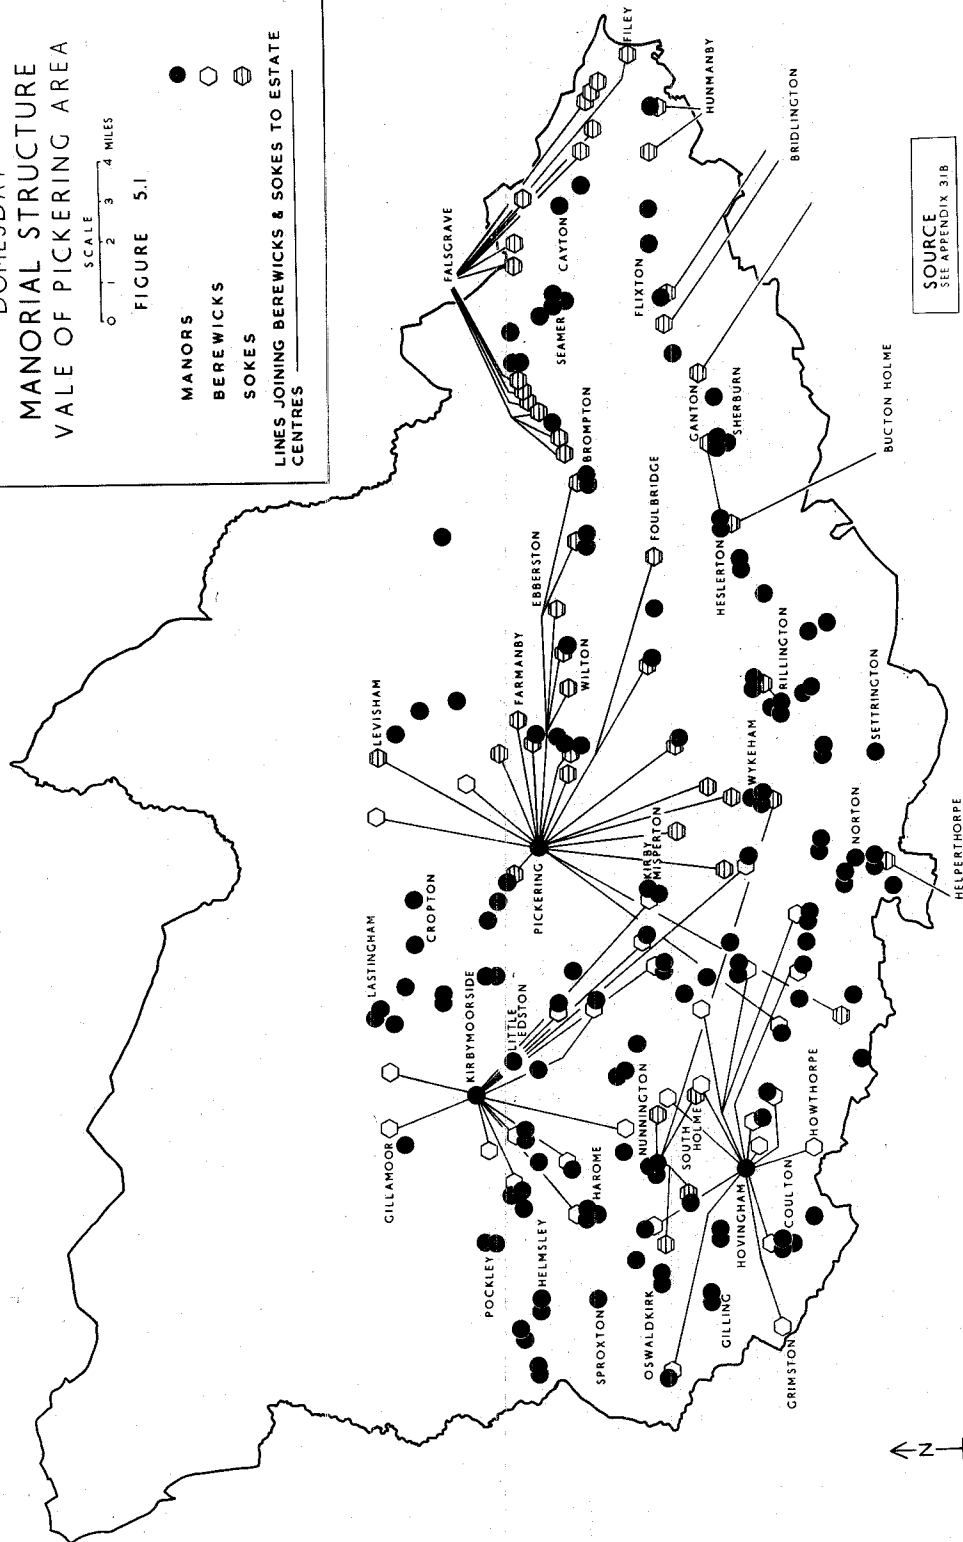 DOMESDAY
MANORIAL STRUCTURE
VALE OF PICKERING AREA
SCALE
0 1 2 3 4 MILES
FIGURE 5.1
MANORS
BEREWICKS
SOKES
LINES JOINING BEREWICKS & SOKES TO ESTATE
CENTRES
FALSGRAVE
FILEY
HUNMANBY
BRIDLINGTON
CAYTON
SEAMER
FLIXTON
BROMPTON
GANTON
SHERBURN
BUCTON HOLME
FOULBRIDGE
EBBERSTON
HESLERTON
FARMANBY
WILTON
LEVISHAM
RILLINGTON
SETTRINGTON
WYKEHAM
NORTON
HELPERTHORPE
PICKERING
KIRBY
MISPERTON
CROPTON
LASTINGHAM
KIRBYMOORSIDE
LITTLE
EDSTON
GILLAMOOR
NUNNINGTON
SOUTH
HOLME
HOWTHORPE
HAROME
HOVINGHAM
COULTON
POCKLEY
HELMSLEY
SPROXTON
OSWALDKIRK
GILLING
GRIMSTON
SOURCE
SEE APPENDIX 31B
N